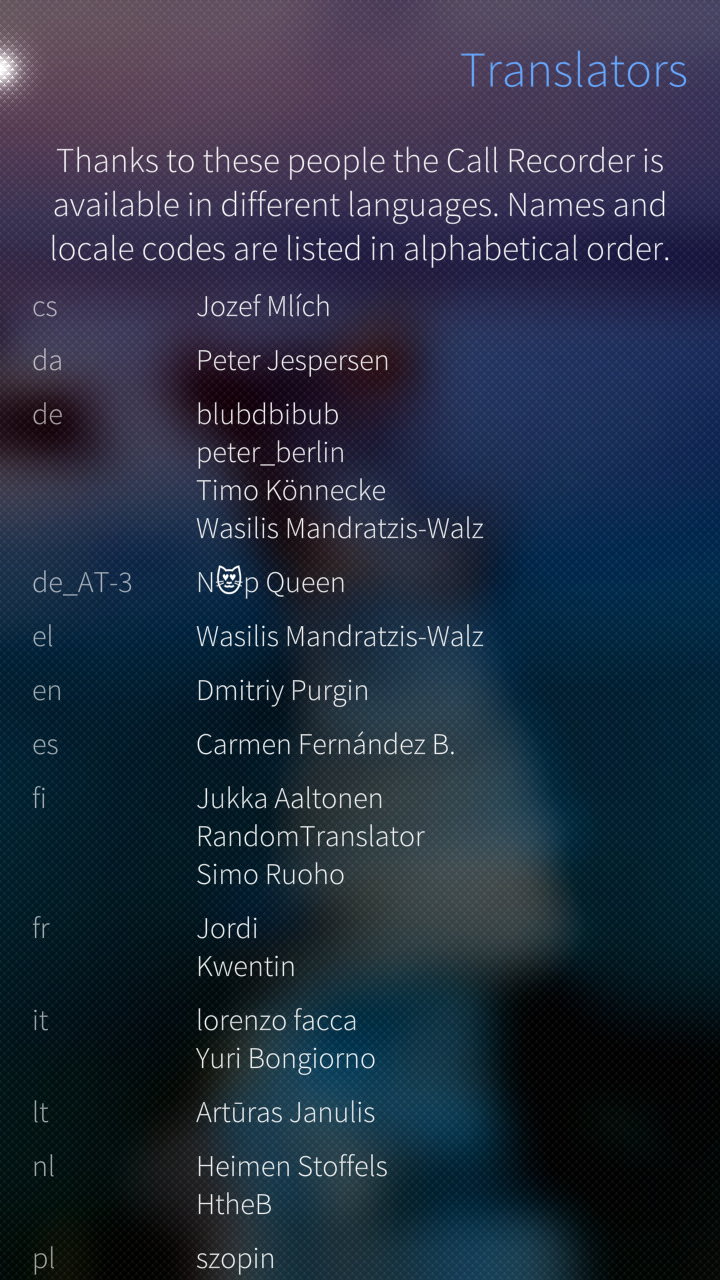 Translators
Thanks to these people the Call Recorder is
available in different languages. Names and
locale codes are listed in alphabetical order.
cs Jozef Mlích
da Peter Jespersen
de blubdbibub
peter_berlin
Timo Könnecke
Wasilis Mandratzis-Walz
de_AT-3 N😻p Queen
el Wasilis Mandratzis-Walz
en Dmitriy Purgin
es Carmen Fernández B.
fi Jukka Aaltonen
RandomTranslator
Simo Ruoho
fr Jordi
Kwentin
it lorenzo facca
Yuri Bongiorno
lt Artūras Janulis
nl Heimen Stoffels
HtheB
pl szopin